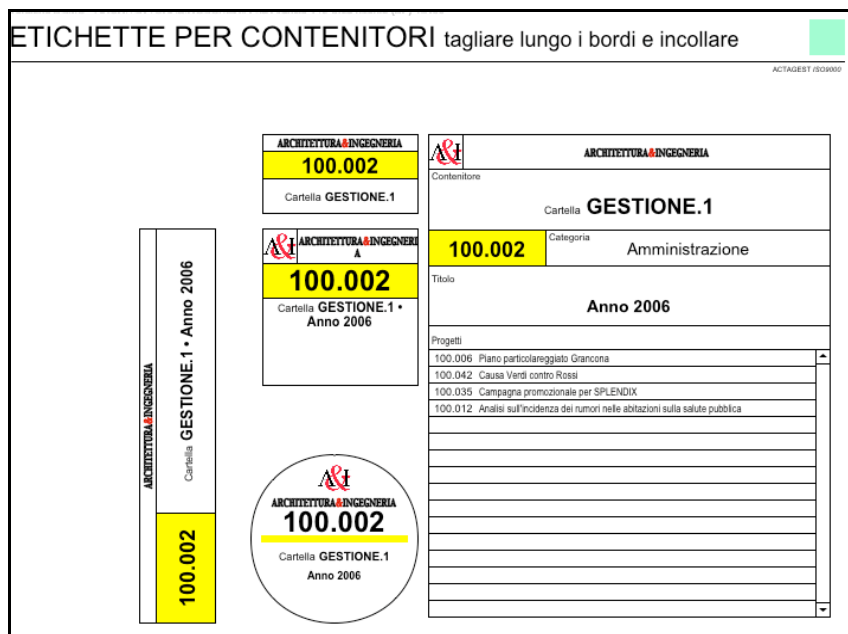 ETICHETTE PER CONTENITORI tagliare lungo i bordi e incollare
ACTAGEST /ISO9000
ARCHITETTURA&INGEGNERIA
100.002
Cartella GESTIONE.1
A&I ARCHITETTURA&INGEGNERI
A
100.002
Cartella GESTIONE.1 •
Anno 2006
ARCHITETTURA&INGEGNERIA
Cartella GESTIONE.1 • Anno 2006
100.002
A&I
ARCHITETTURA&INGEGNERIA
100.002
Cartella GESTIONE.1
Anno 2006
A&I ARCHITETTURA&INGEGNERIA
Contenitore
Cartella GESTIONE.1
100.002
Categoria
Amministrazione
Titolo
Anno 2006
Progetti
100.006 Piano particolareggiato Grancona
100.042 Causa Verdi contro Rossi
100.035 Campagna promozionale per SPLENDIX
100.012 Analisi sull'incidenza dei rumori nelle abitazioni sulla salute pubblica